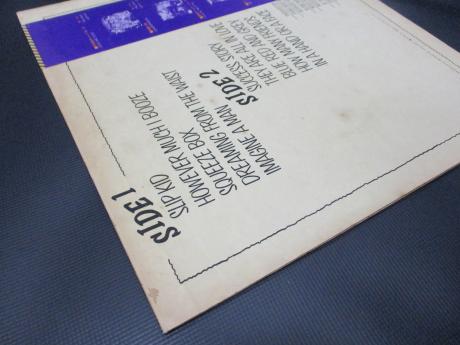 SIDE 1
SLIP KID
HOWEVER MUCH I BOOZE
SQUEEZE BOX
DREAMING FROM THE WAIST
IMAGINE A MAN
SIDE 2
SUCCESS STORY
THEY ARE ALL IN LOVE
BLUE RED AND GREY
HOW MANY FRIENDS
IN A HAND OR A FACE